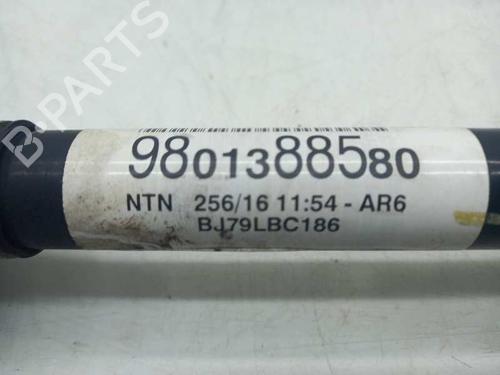 B-PARTS
9801388580
NTN 256/16 11:54 - AR6
BJ79LBC186